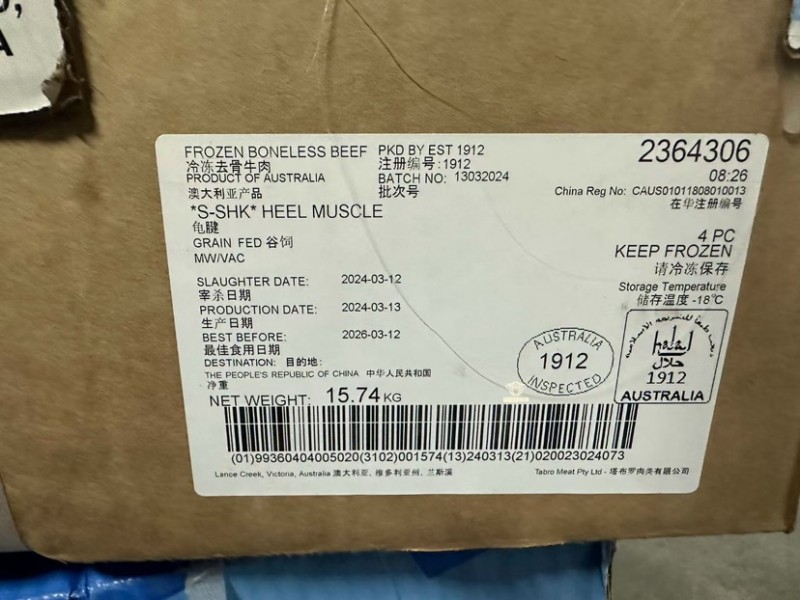 FROZEN BONELESS BEEF
冷冻去骨牛肉
PRODUCT OF AUSTRALIA
澳大利亚产品
PKD BY EST 1912
注册编号:1912
BATCH NO: 13032024
批次号
2364306
08:26
China Reg No: CAUS01011808010013
在华注册编号
*S-SHK* HEEL MUSCLE
龟腱
GRAIN FED 谷饲
MW/VAC
4 PC
KEEP FROZEN
请冷冻保存
Storage Temperature
储存温度 -18℃
SLAUGHTER DATE: 2024-03-12
宰杀日期
PRODUCTION DATE: 2024-03-13
生产日期
BEST BEFORE: 2026-03-12
最佳食用日期
DESTINATION: 目的地:
THE PEOPLE'S REPUBLIC OF CHINA 中华人民共和国
净重
NET WEIGHT: 15.74 KG
AUSTRALIA
1912
INSPECTED
halal
حلال
1912
AUSTRALIA
(01)99360404005020(3102)001574(13)240313(21)020023024073
Lance Creek, Victoria, Australia 澳大利亚, 维多利亚州, 兰斯溪
Tabro Meat Pty Ltd - 塔布罗肉类有限公司